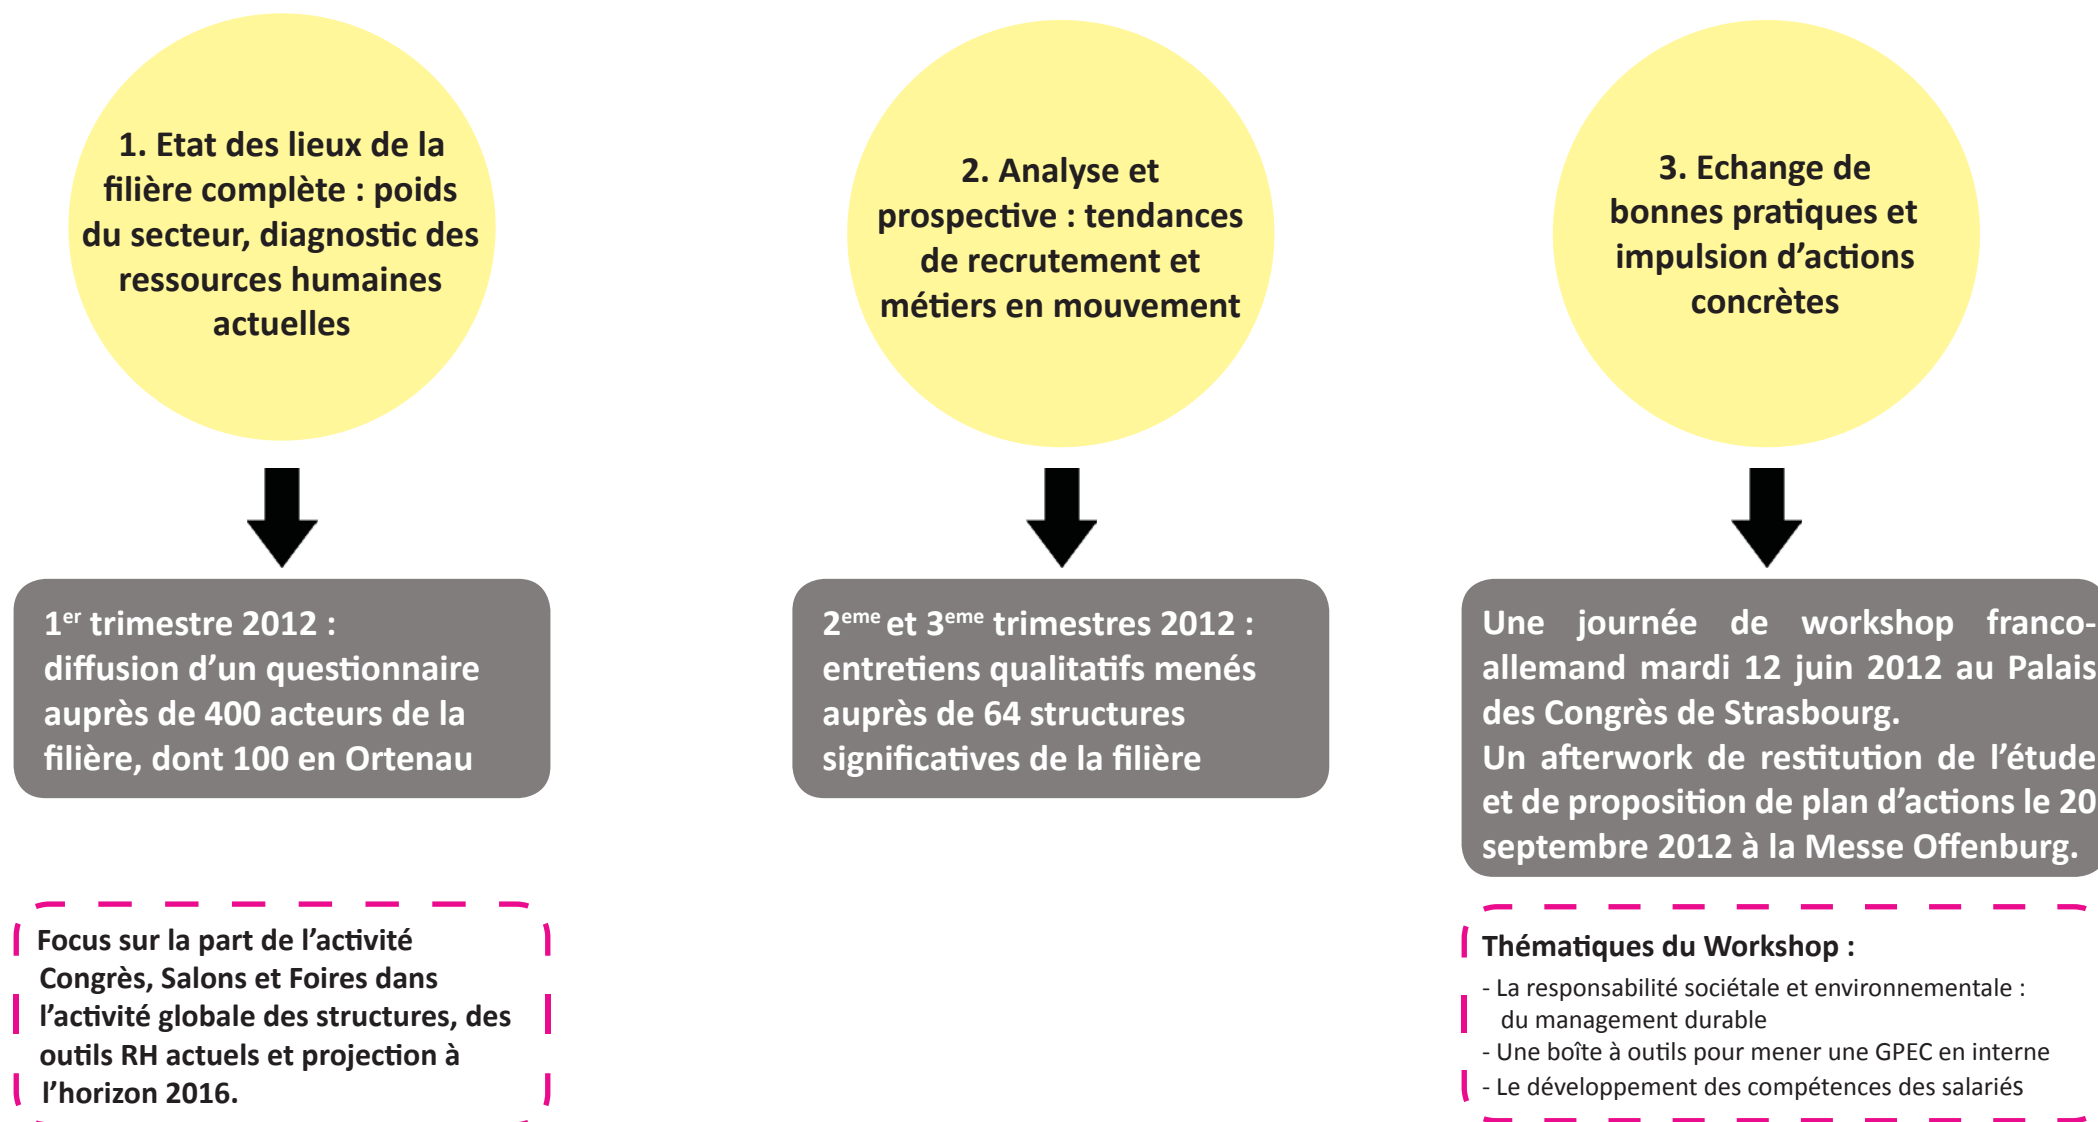 1. Etat des lieux de la
filière complète : poids
du secteur, diagnostic des
ressources humaines
actuelles
1er trimestre 2012 :
diffusion d'un questionnaire
auprès de 400 acteurs de la
filière, dont 100 en Ortenau
Focus sur la part de l'activité
Congrès, Salons et Foires dans
l'activité globale des structures, des
outils RH actuels et projection à
l'horizon 2016.
2. Analyse et
prospective : tendances
de recrutement et
métiers en mouvement
2eme et 3eme trimestres 2012 :
entretiens qualitatifs menés
auprès de 64 structures
significatives de la filière
3. Echange de
bonnes pratiques et
impulsion d'actions
concrètes
Une journée de workshop franco-
allemand mardi 12 juin 2012 au Palais
des Congrès de Strasbourg.
Un afterwork de restitution de l'étude
et de proposition de plan d'actions le 20
septembre 2012 à la Messe Offenburg.
Thématiques du Workshop :
- La responsabilité sociétale et environnementale :
du management durable
- Une boîte à outils pour mener une GPEC en interne
- Le développement des compétences des salariés